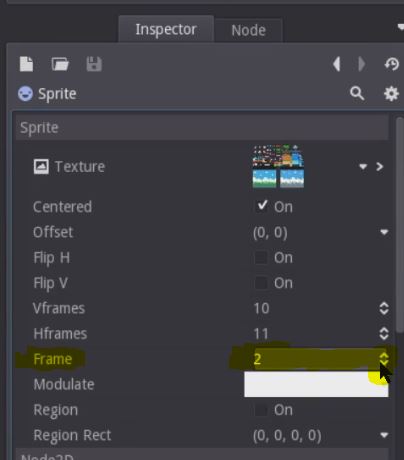 Inspector Node
Sprite
Sprite
Texture
Centered On
Offset (0, 0)
Flip H On
Flip V On
Vframes 10
Hframes 11
Frame 2
Modulate
Region On
Region Rect (0, 0, 0, 0)
Node2D